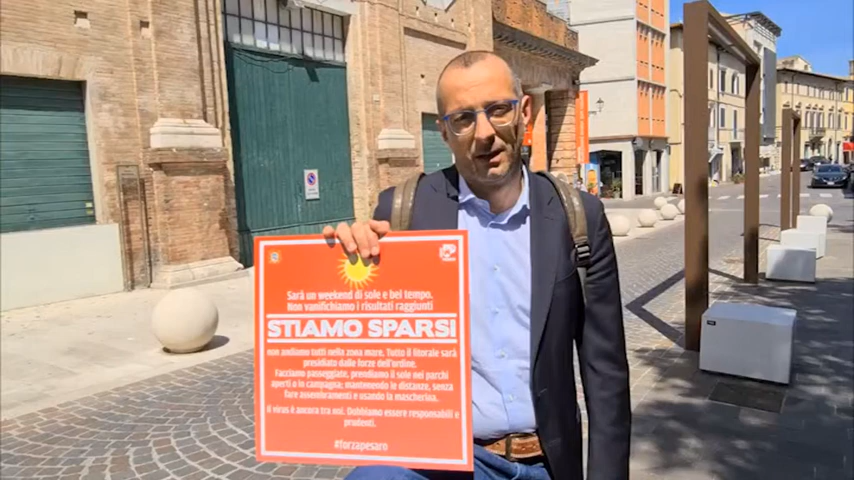 Sarà un weekend di sole e bel tempo.
Non vanifichiamo i risultati raggiunti
STIAMO SPARSI
non andiamo tutti nella zona mare. Tutto il litorale sarà
presidiato dalle forze dell'ordine.
Facciamo passeggiate, prendiamo il sole nei parchi
aperti o in campagna; mantenendo le distanze, senza
fare assembramenti e usando la mascherina.
Il virus è ancora tra noi. Dobbiamo essere responsabili e
prudenti.
#forzapesaro